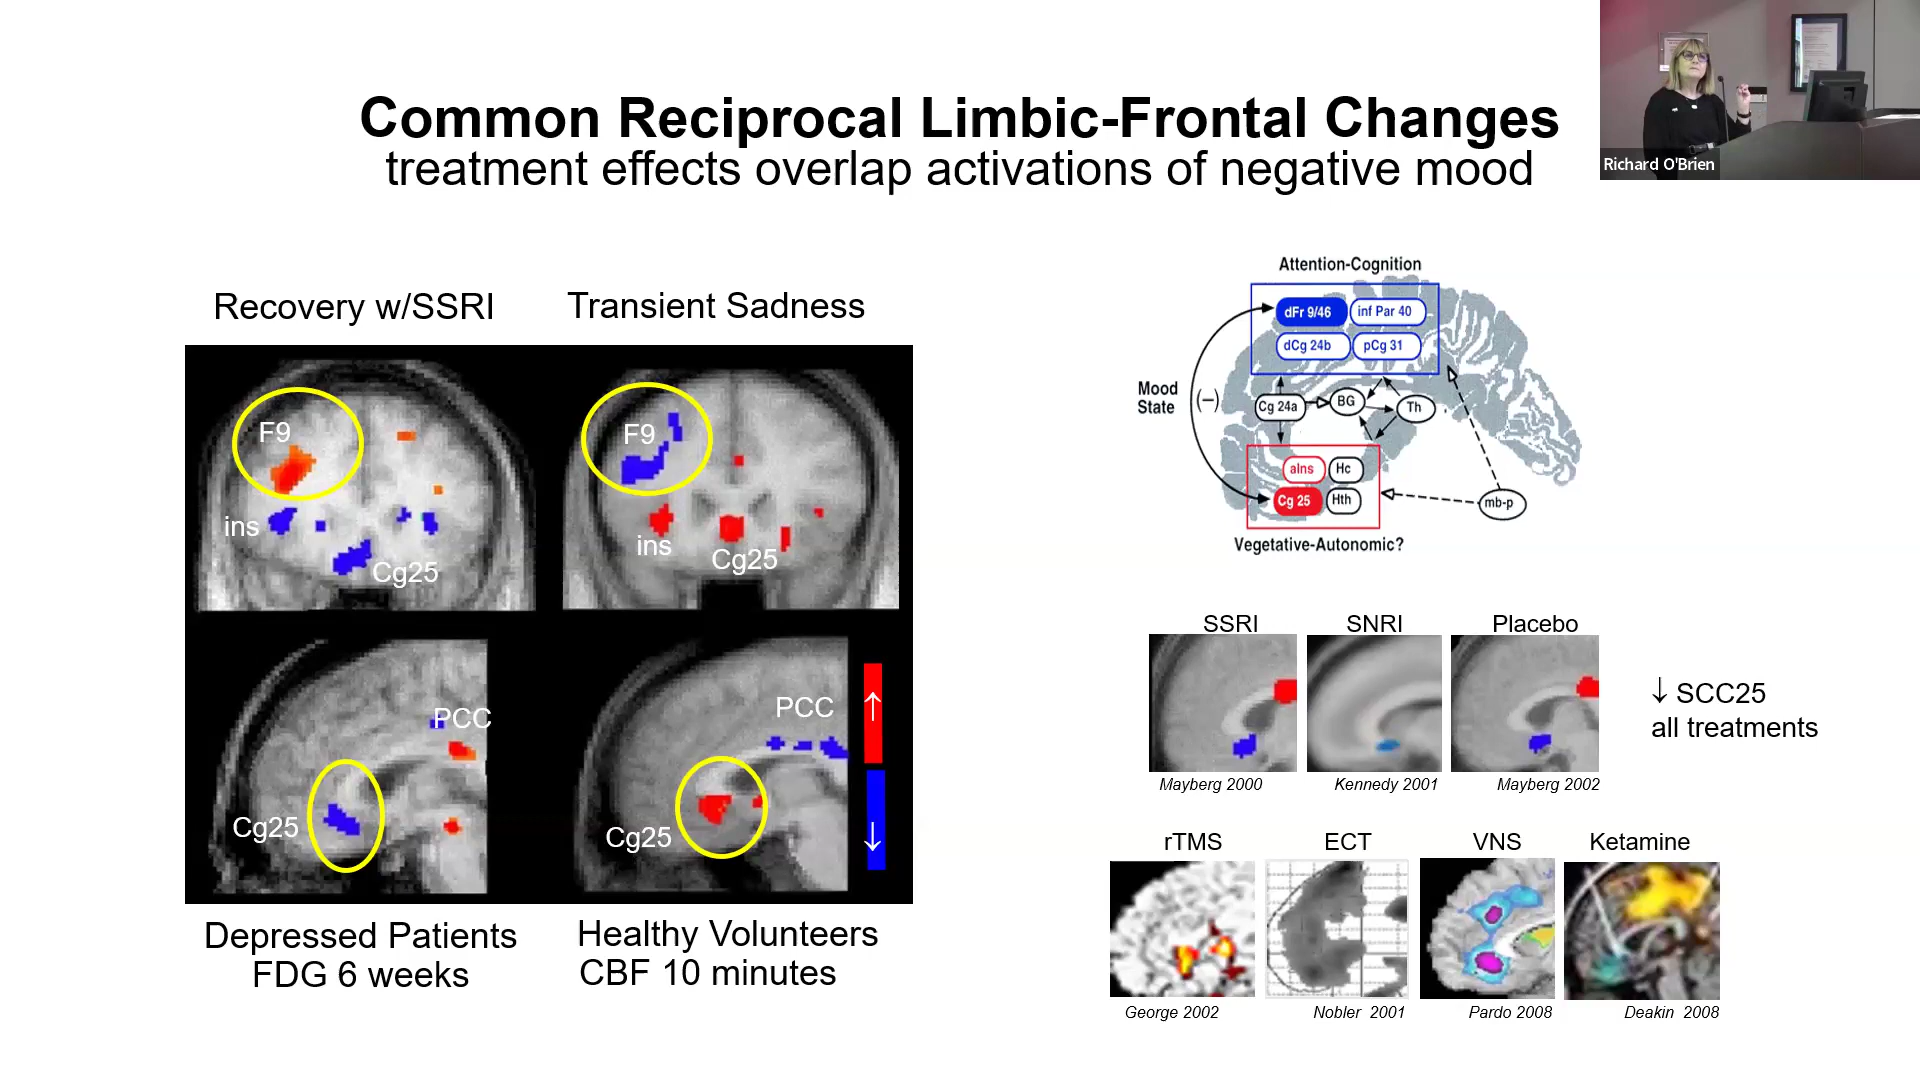 Common Reciprocal Limbic-Frontal Changes
treatment effects overlap activations of negative mood
Richard O'Brien
Recovery w/SSRI
Transient Sadness
F9
ins
Cg25
F9
ins
Cg25
PCC
Cg25
PCC
Cg25
↑
↓
Depressed Patients
FDG 6 weeks
Healthy Volunteers
CBF 10 minutes
Attention-Cognition
dFr 9/46
inf Par 40
dCg 24b
pCg 31
Mood
State
(–)
Cg 24a
BG
Th
aIns
Hc
Cg 25
Hth
mb-p
Vegetative-Autonomic?
SSRI
SNRI
Placebo
Mayberg 2000
Kennedy 2001
Mayberg 2002
↓ SCC25
all treatments
rTMS
ECT
VNS
Ketamine
George 2002
Nobler 2001
Pardo 2008
Deakin 2008